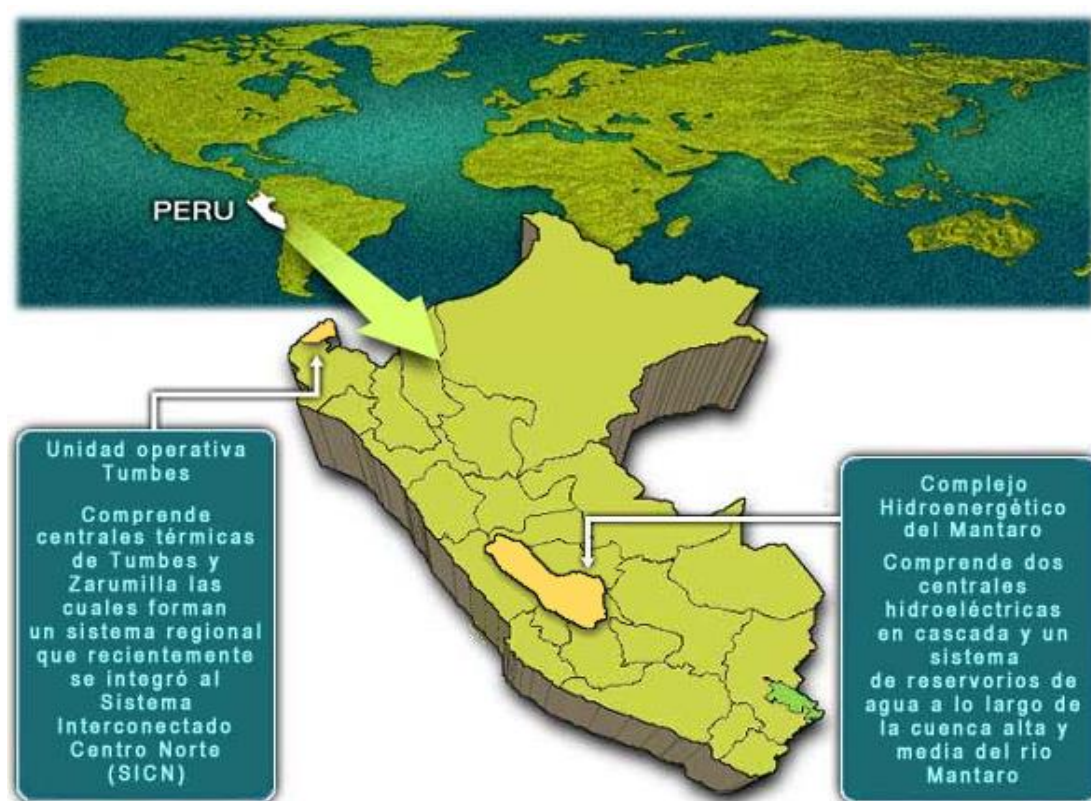 PERU
Unidad operativa
Tumbes
Comprende
centrales térmicas
de Tumbes y
Zarumilla las
cuales forman
un sistema regional
que recientemente
se integró al
Sistema
Interconectado
Centro Norte
(SICN)
Complejo
Hidroenergético
del Mantaro
Comprende dos
centrales
hidroeléctricas
en cascada y un
sistema
de reservorios de
agua a lo largo de
la cuenca alta y
media del rio
Mantaro